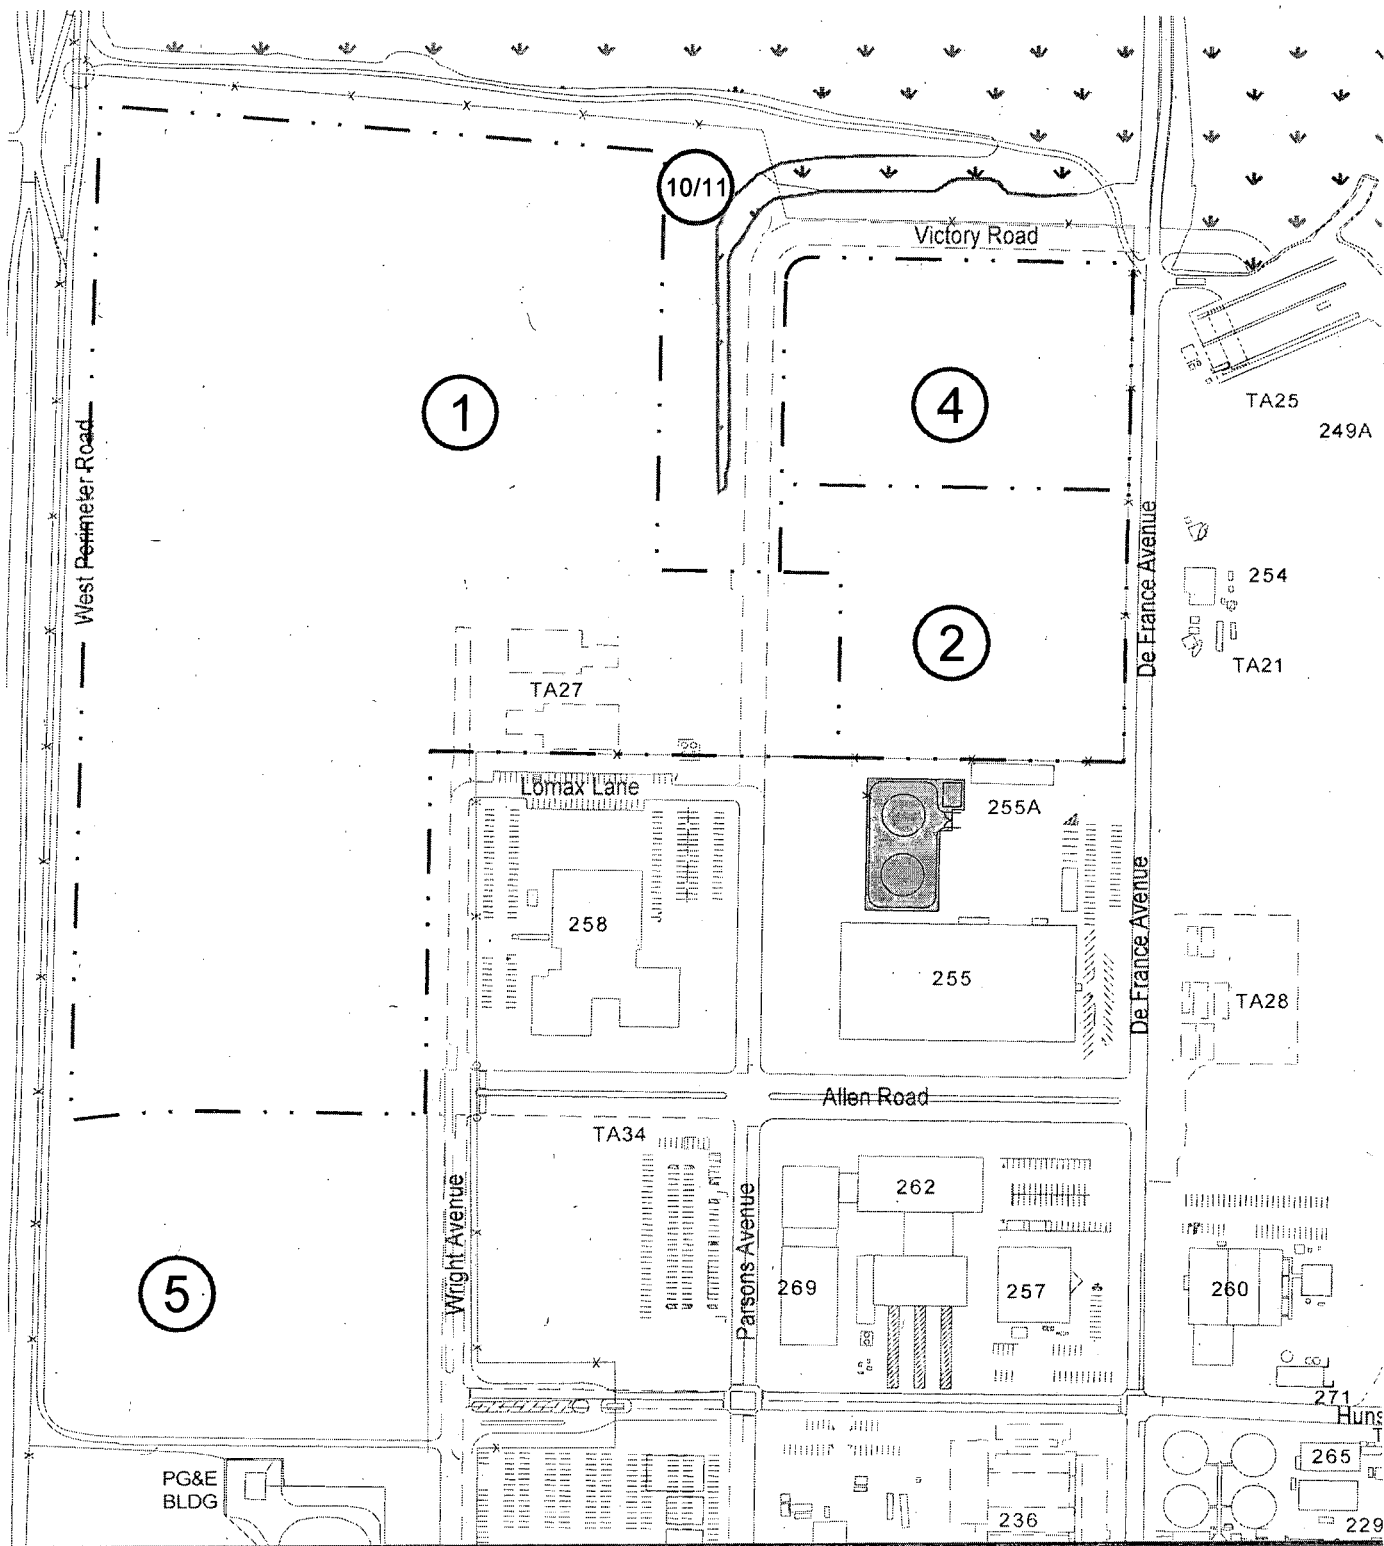 10/11
Victory Road
1
4
TA25
249A
West Perimeter Road
De France Avenue
254
2
TA21
TA27
Lomax Lane
255A
258
255
De France Avenue
TA28
Allen Road
TA34
262
Wright Avenue
Parsons Avenue
269
257
260
5
271
Huns
PG&E
BLDG
265
236
229